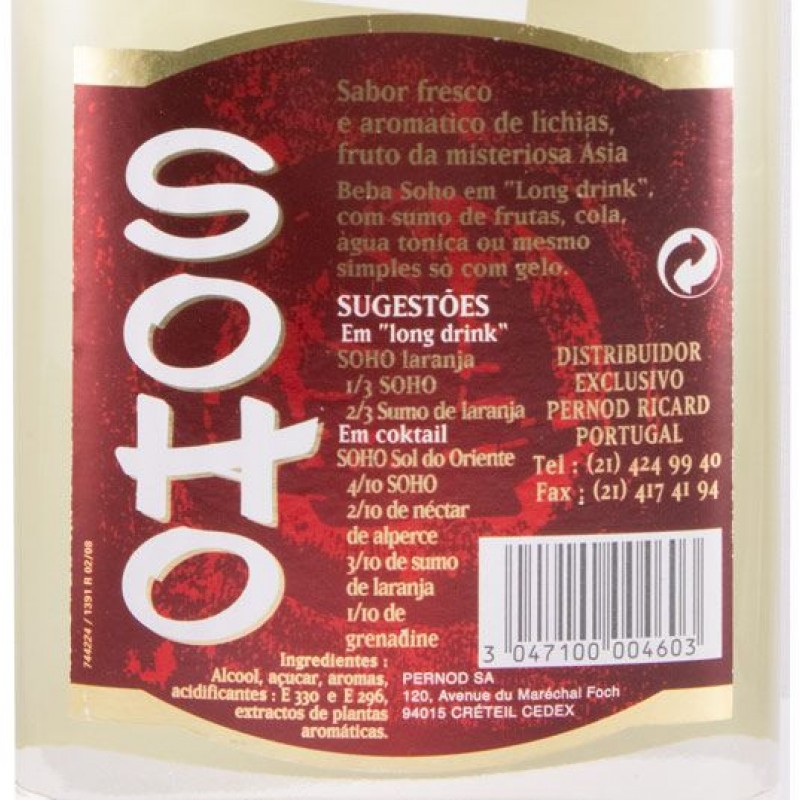 SOHO
Sabor fresco
e aromático de lichias,
fruto da misteriosa Asia
Beba Soho em "Long drink",
com sumo de frutas, cola,
àgua tónica ou mesmo
simples só com gelo.
SUGESTÕES
Em "long drink"
SOHO laranja
1/3 SOHO
2/3 Sumo de laranja
Em coktail
SOHO Sol do Oriente
4/10 SOHO
2/10 de néctar
de alperce
3/10 de sumo
de laranja
1/10 de
grenadine
DISTRIBUIDOR
EXCLUSIVO
PERNOD RICARD
PORTUGAL
Tel : (21) 424 99 40
Fax : (21) 417 41 94
3 047100 004603
Ingredientes :
Alcool, açucar, aromas,
acidificantes : E 330 e E 296,
extractos de plantas
aromáticas.
PERNOD SA
120, Avenue du Maréchal Foch
94015 CRÉTEIL CEDEX
744224 / 1391 R 02/08